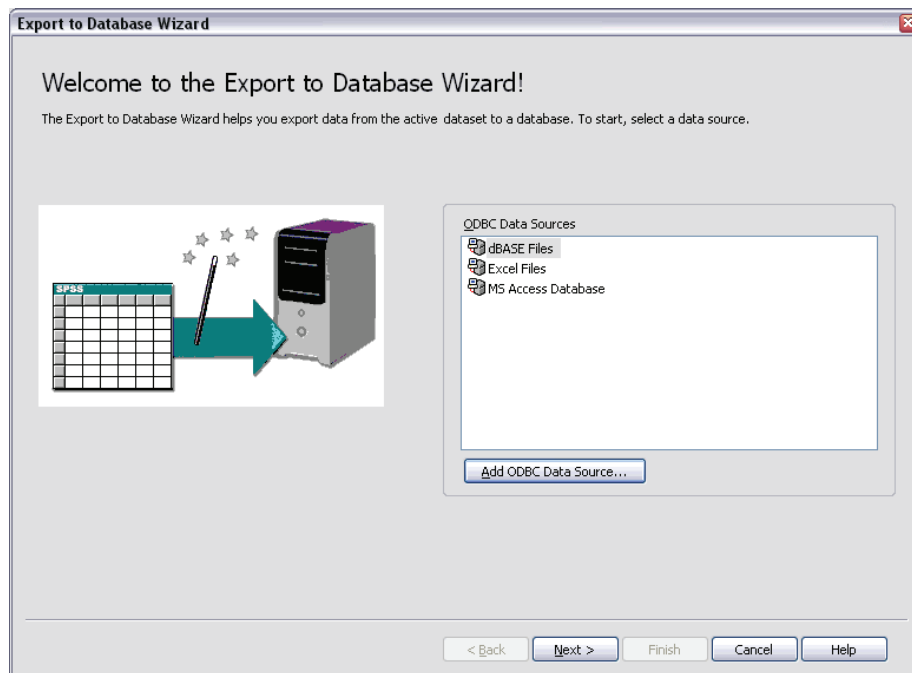 Export to Database Wizard
Welcome to the Export to Database Wizard!
The Export to Database Wizard helps you export data from the active dataset to a database. To start, select a data source.
SPSS
ODBC Data Sources
dBASE Files
Excel Files
MS Access Database
Add ODBC Data Source...
< Back
Next >
Finish
Cancel
Help